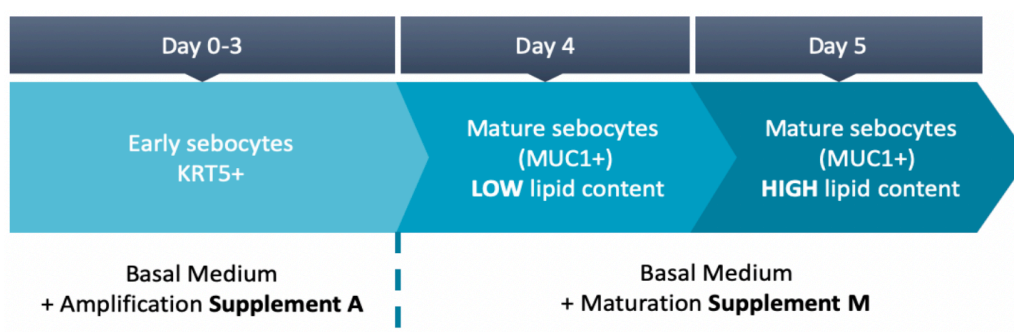 Day 0-3
Day 4
Day 5
Early sebocytes
KRT5+
Mature sebocytes
(MUC1+)
LOW lipid content
Mature sebocytes
(MUC1+)
HIGH lipid content
Basal Medium
+ Amplification Supplement A
Basal Medium
+ Maturation Supplement M